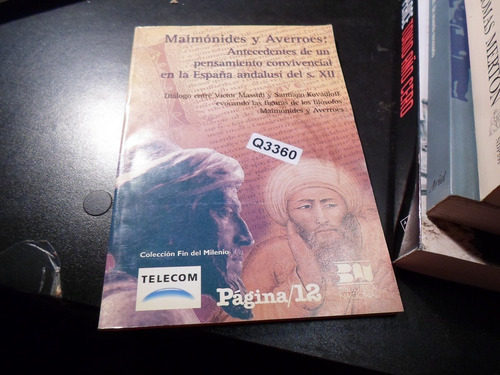 Maimónides y Averroes:
Antecedentes de un
pensamiento convivencial
en la España andalusí del s. XII
Diálogo entre Víctor Massuh y Santiago Kovadloff
evocando las figuras de los filósofos
Maimónides y Averroes
Q3360
Colección Fin del Milenio
TELECOM
Página/12
BN